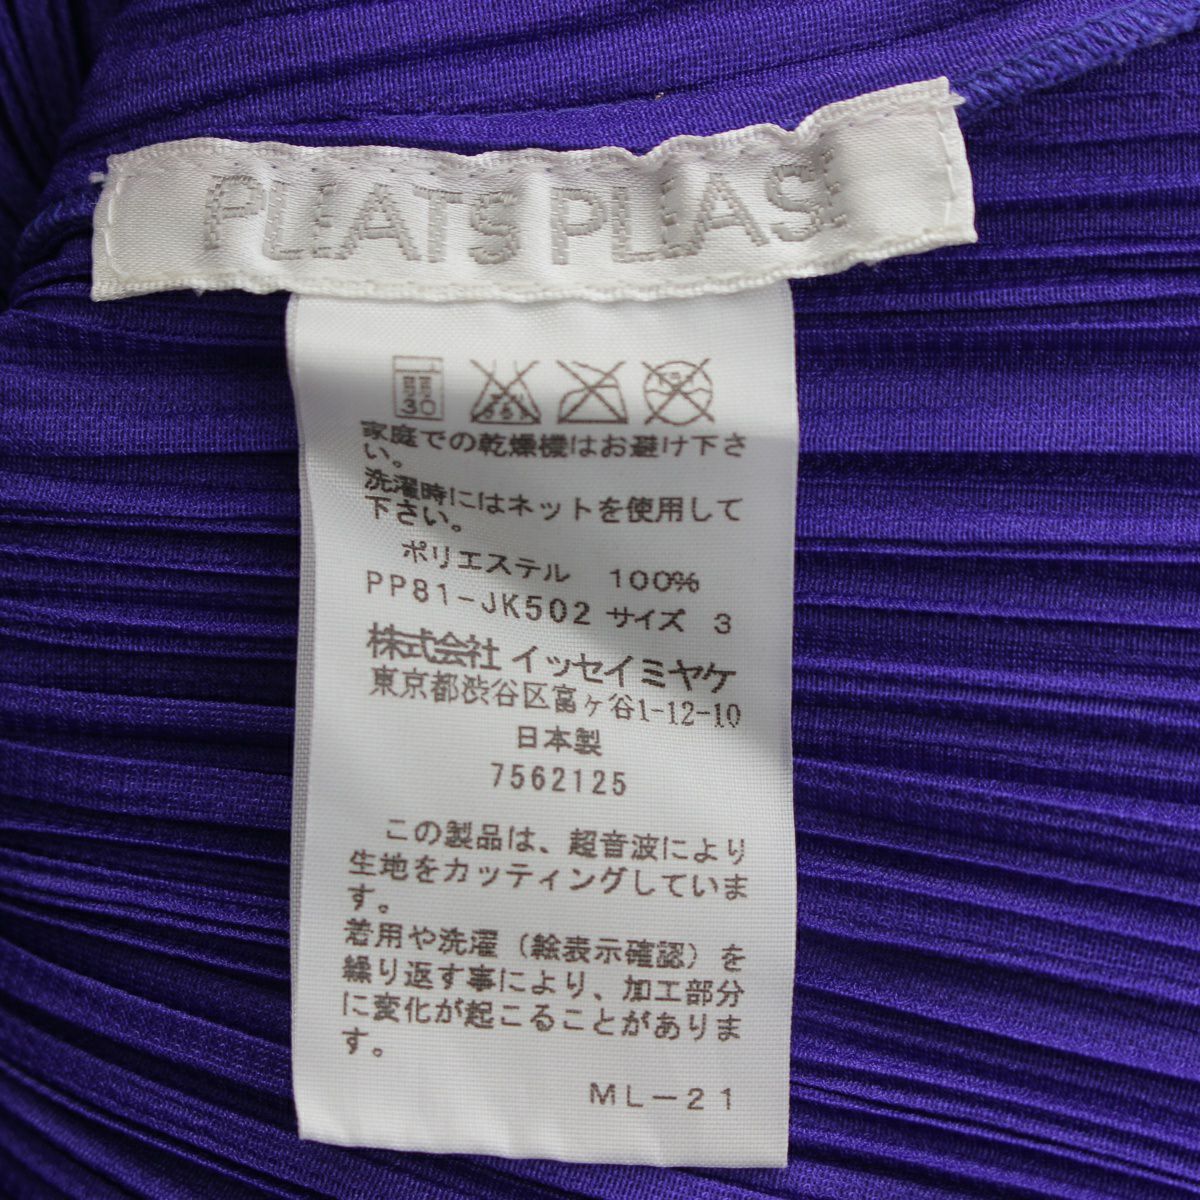 PLEATS PLEASE
30
家庭での乾燥機はお避け下さ
い。
洗濯時にはネットを使用して
下さい。
ポリエステル 100%
PP81-JK502 サイズ 3
株式会社 イッセイミヤケ
東京都渋谷区富ヶ谷1-12-10
日本製
7562125
この製品は、超音波により
生地をカッティングしていま
す。
着用や洗濯(絵表示確認)を
繰り返す事により、加工部分
に変化が起こることがありま
す。
ML-21